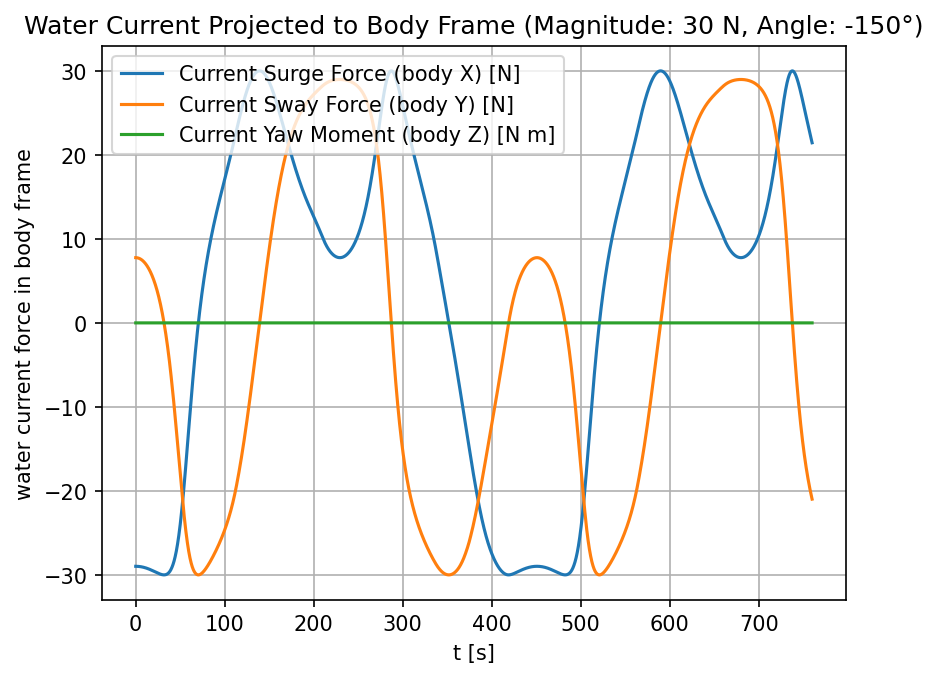 Water Current Projected to Body Frame (Magnitude: 30 N, Angle: -150°)
Current Surge Force (body X) [N]
Current Sway Force (body Y) [N]
Current Yaw Moment (body Z) [N m]
water current force in body frame
30
20
10
0
−10
−20
−30
0 100 200 300 400 500 600 700
t [s]